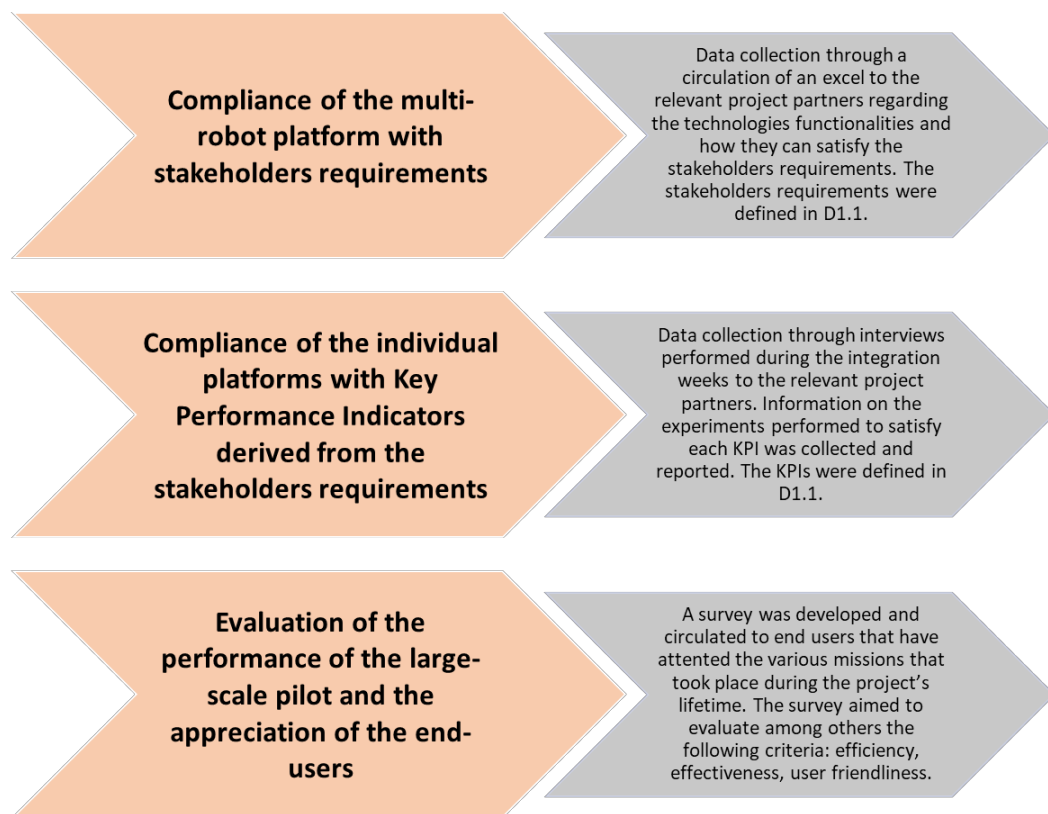 Compliance of the multi-
robot platform with
stakeholders requirements
Data collection through a
circulation of an excel to the
relevant project partners regarding
the technologies functionalities and
how they can satisfy the
stakeholders requirements. The
stakeholders requirements were
defined in D1.1.
Compliance of the individual
platforms with Key
Performance Indicators
derived from the
stakeholders requirements
Data collection through interviews
performed during the integration
weeks to the relevant project
partners. Information on the
experiments performed to satisfy
each KPI was collected and
reported. The KPIs were defined in
D1.1.
Evaluation of the
performance of the large-
scale pilot and the
appreciation of the end-
users
A survey was developed and
circulated to end users that have
attented the various missions that
took place during the project’s
lifetime. The survey aimed to
evaluate among others the
following criteria: efficiency,
effectiveness, user friendliness.